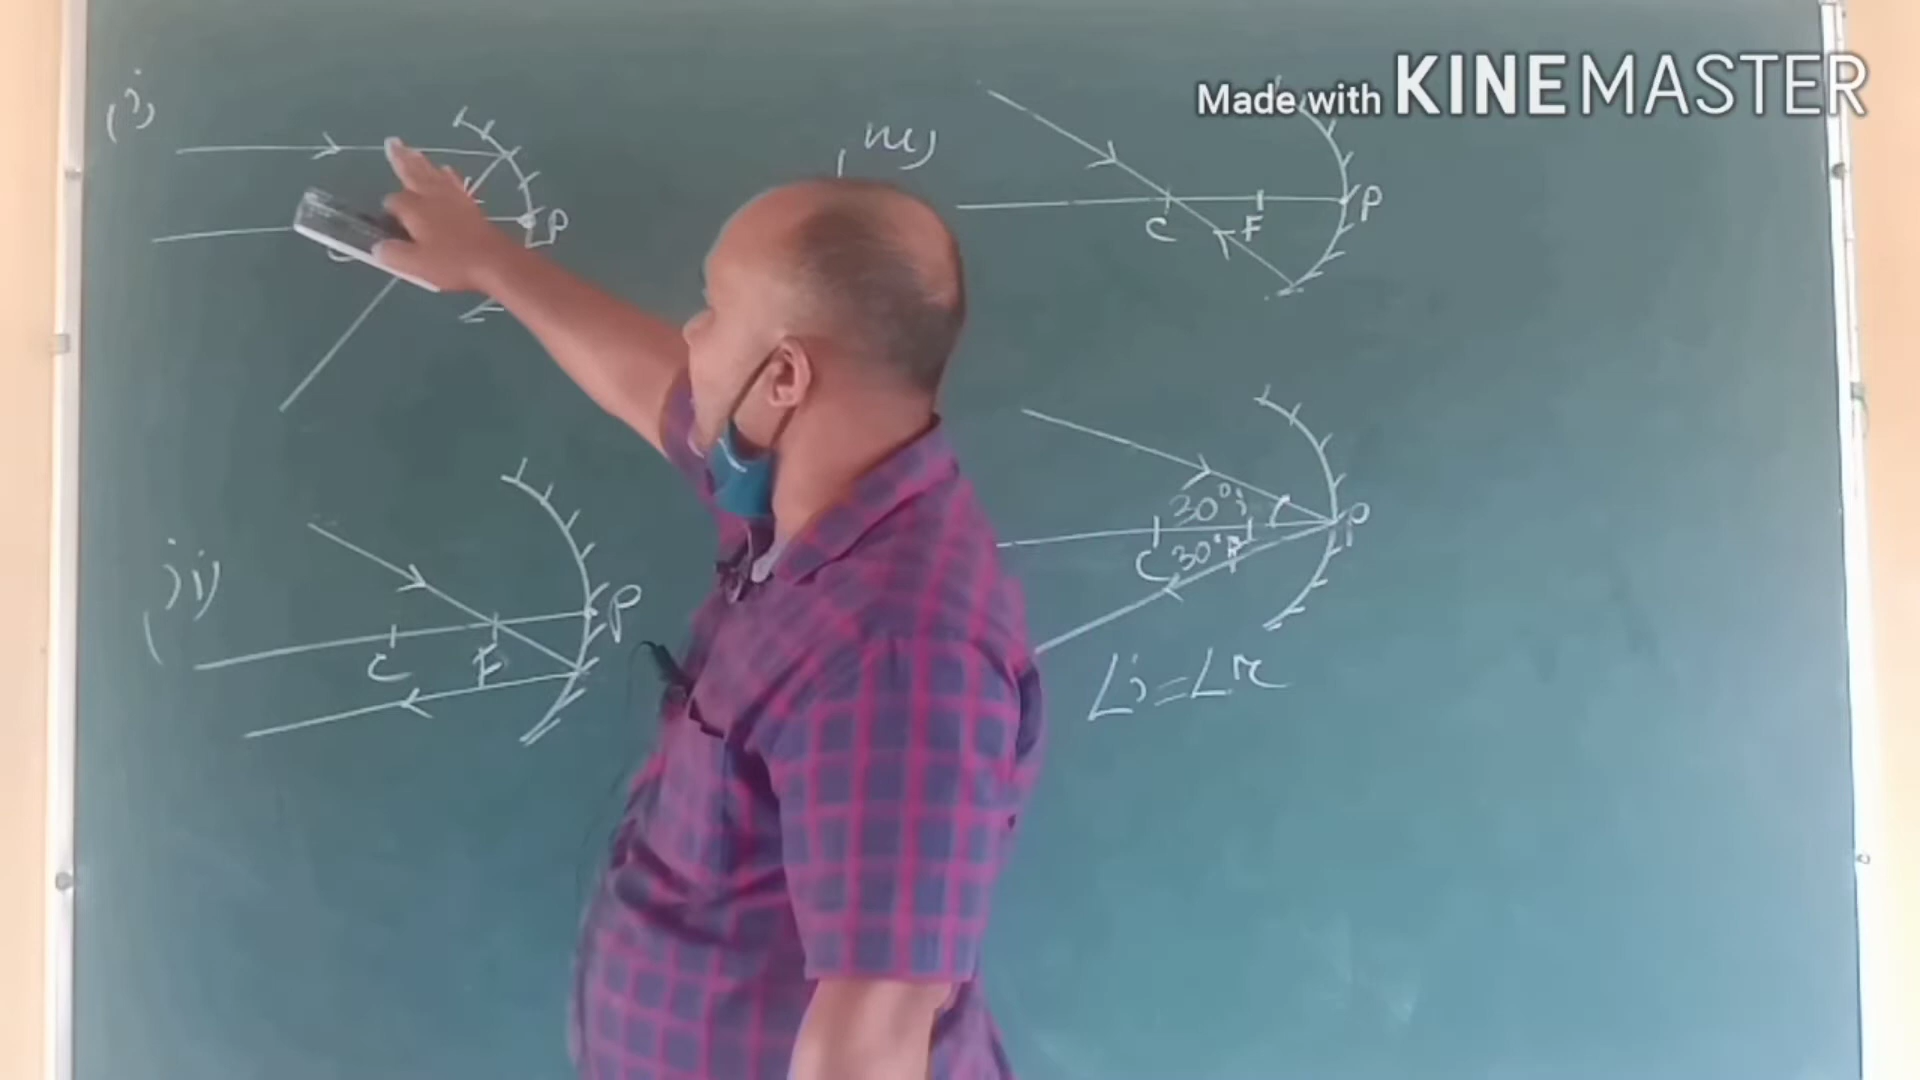 Made with KINEMASTER
(i)
P
iii)
C F P
(ii)
C F P
30° i
C 30° r P
∠i=∠r